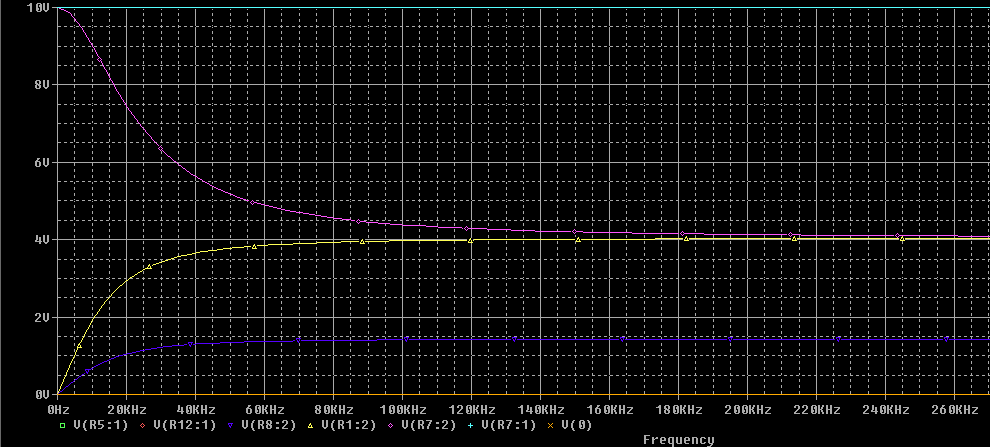 10V
8V
6V
4V
2V
0V
0Hz 20KHz 40KHz 60KHz 80KHz 100KHz 120KHz 140KHz 160KHz 180KHz 200KHz 220KHz 240KHz 260KHz
V(R5:1) V(R12:1) V(R8:2) V(R1:2) V(R7:2) V(R7:1) V(0)
Frequency